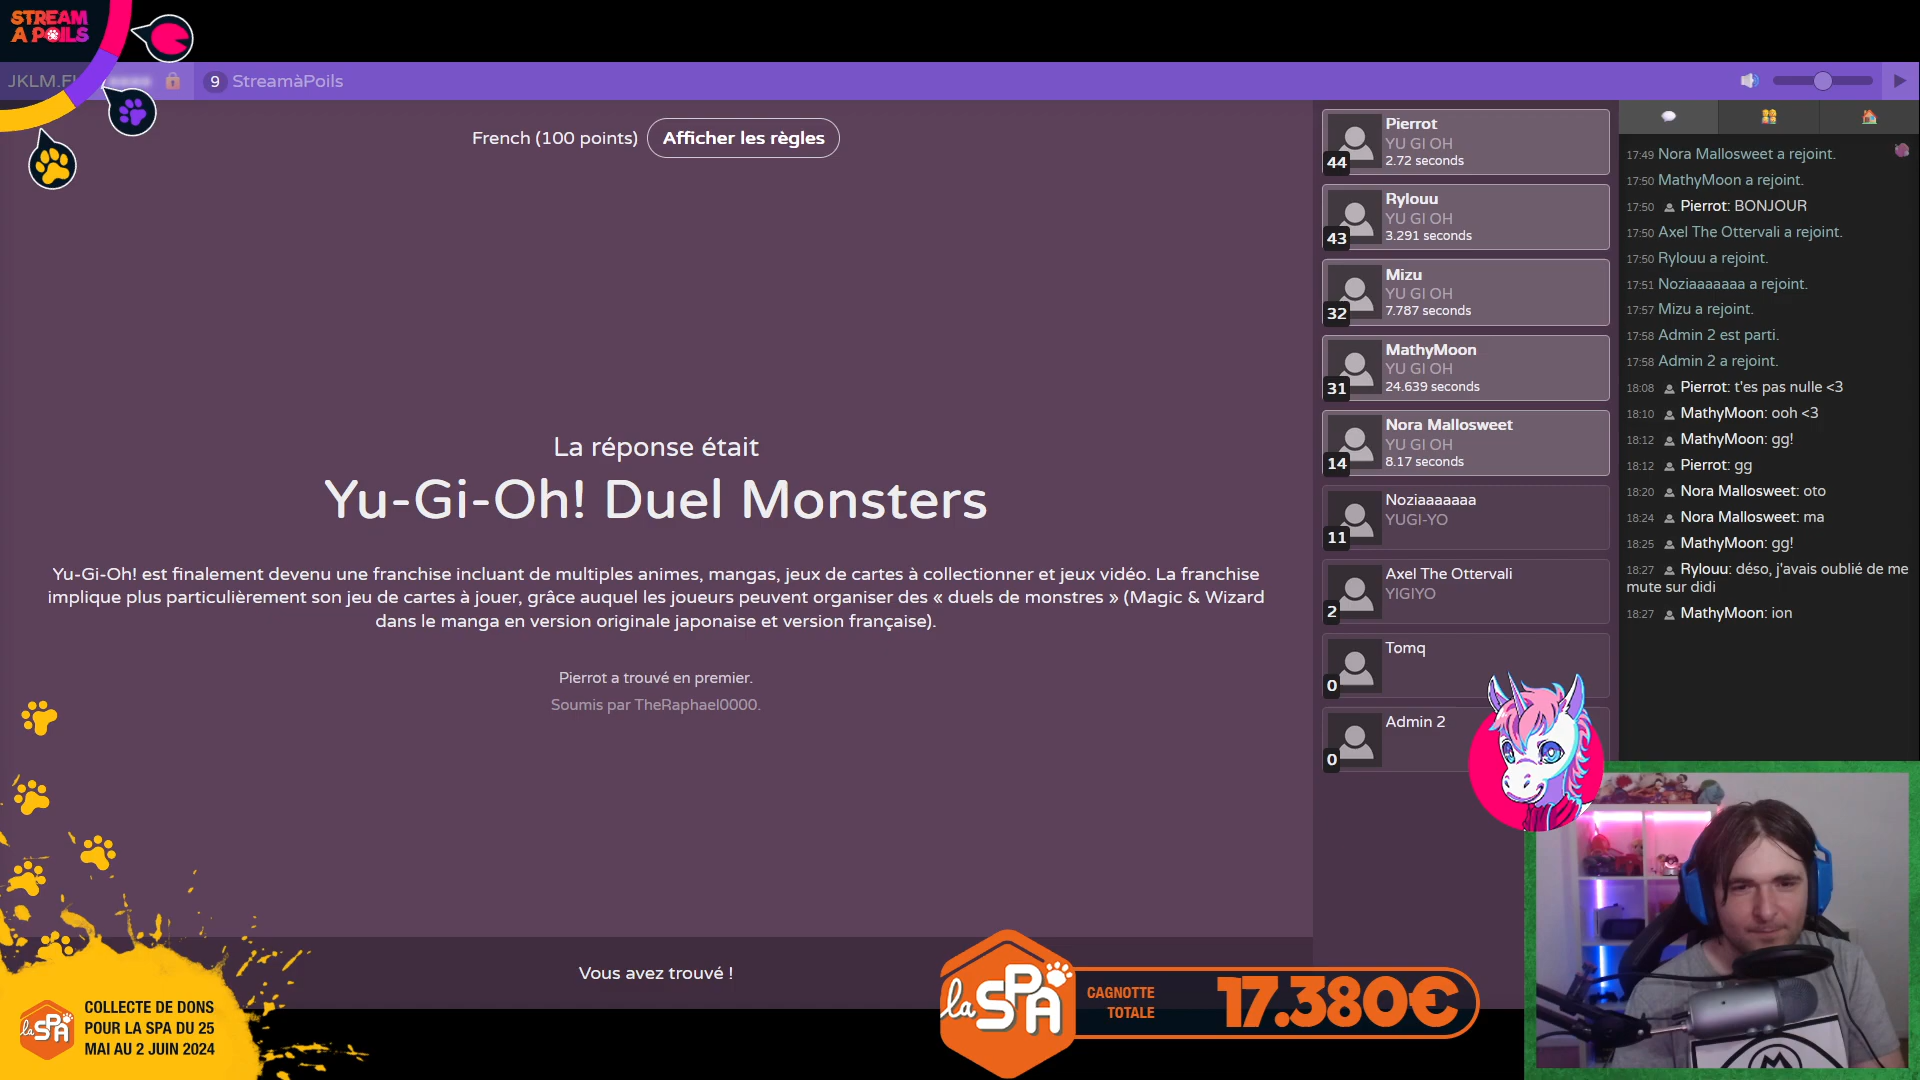 STREAM
A POILS
9 StreamàPoils
French (100 points) Afficher les règles
La réponse était
Yu-Gi-Oh! Duel Monsters
Yu-Gi-Oh! est finalement devenu une franchise incluant de multiples animes, mangas, jeux de cartes à collectionner et jeux vidéo. La franchise
implique plus particulièrement son jeu de cartes à jouer, grâce auquel les joueurs peuvent organiser des « duels de monstres » (Magic & Wizard
dans le manga en version originale japonaise et version française).
Pierrot a trouvé en premier.
Soumis par TheRaphael0000.
Vous avez trouvé !
Pierrot
YU GI OH
2.72 seconds
44
Rylouu
YU GI OH
3.291 seconds
43
Mizu
YU GI OH
7.787 seconds
32
MathyMoon
YU GI OH
24.639 seconds
31
Nora Mallosweet
YU GI OH
8.17 seconds
14
Noziaaaaaaa
YUGI-YO
11
Axel The Ottervali
YIGIYO
2
Tomq
0
Admin 2
0
17:49 Nora Mallosweet a rejoint.
17:50 MathyMoon a rejoint.
17:50 Pierrot: BONJOUR
17:50 Axel The Ottervali a rejoint.
17:50 Rylouu a rejoint.
17:51 Noziaaaaaaa a rejoint.
17:57 Mizu a rejoint.
17:58 Admin 2 est parti.
17:58 Admin 2 a rejoint.
18:08 Pierrot: t'es pas nulle <3
18:10 MathyMoon: ooh <3
18:12 MathyMoon: gg!
18:12 Pierrot: gg
18:20 Nora Mallosweet: oto
18:24 Nora Mallosweet: ma
18:25 MathyMoon: gg!
18:27 Rylouu: déso, j'avais oublié de me
mute sur didi
18:27 MathyMoon: ion
la SPA
COLLECTE DE DONS
POUR LA SPA DU 25
MAI AU 2 JUIN 2024
la SPA
CAGNOTTE
TOTALE
17.380€